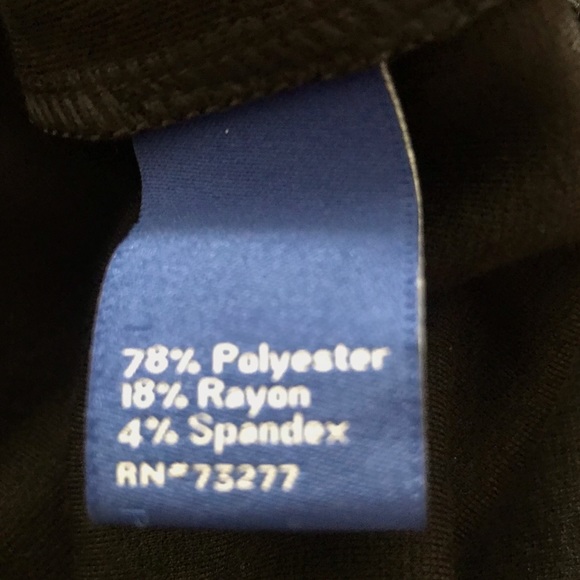 78% Polyester
18% Rayon
4% Spandex
RN#73277